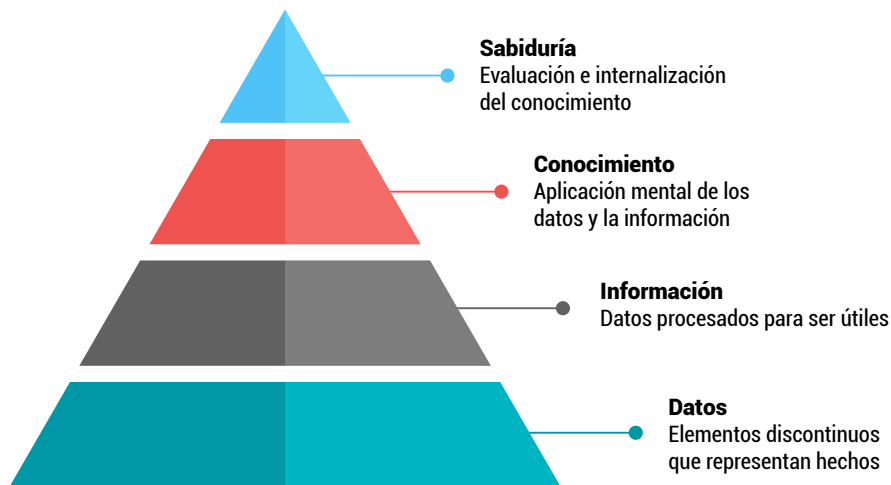 Sabiduría
Evaluación e internalización
del conocimiento
Conocimiento
Aplicación mental de los
datos y la información
Información
Datos procesados para ser útiles
Datos
Elementos discontinuos
que representan hechos